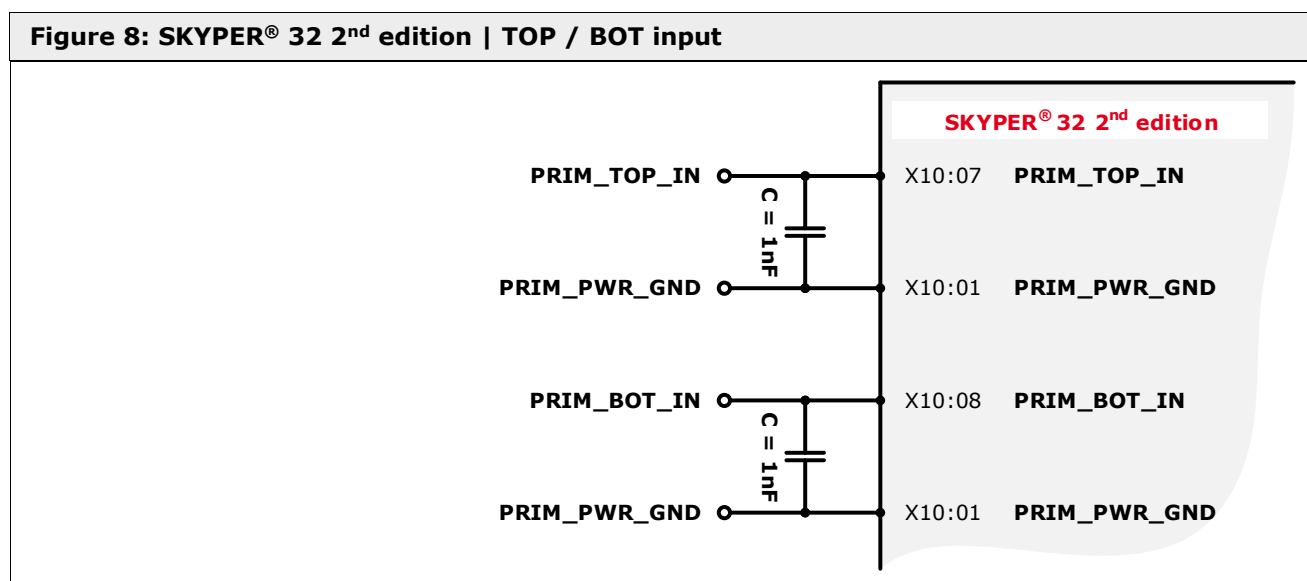 Figure 8: SKYPER® 32 2nd edition | TOP / BOT input
SKYPER® 32 2nd edition
PRIM_TOP_IN X10:07 PRIM_TOP_IN
C = 1nF
PRIM_PWR_GND X10:01 PRIM_PWR_GND
PRIM_BOT_IN X10:08 PRIM_BOT_IN
C = 1nF
PRIM_PWR_GND X10:01 PRIM_PWR_GND